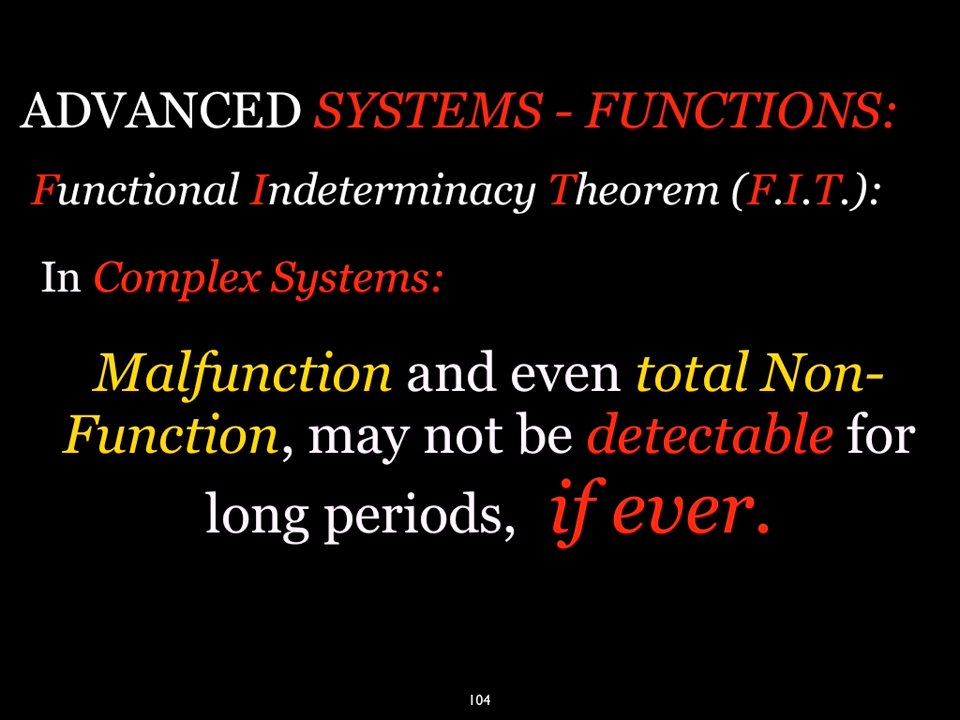 ADVANCED SYSTEMS - FUNCTIONS:
Functional Indeterminacy Theorem (F.I.T.):
In Complex Systems:
Malfunction and even total Non-
Function, may not be detectable for
long periods, if ever.
104